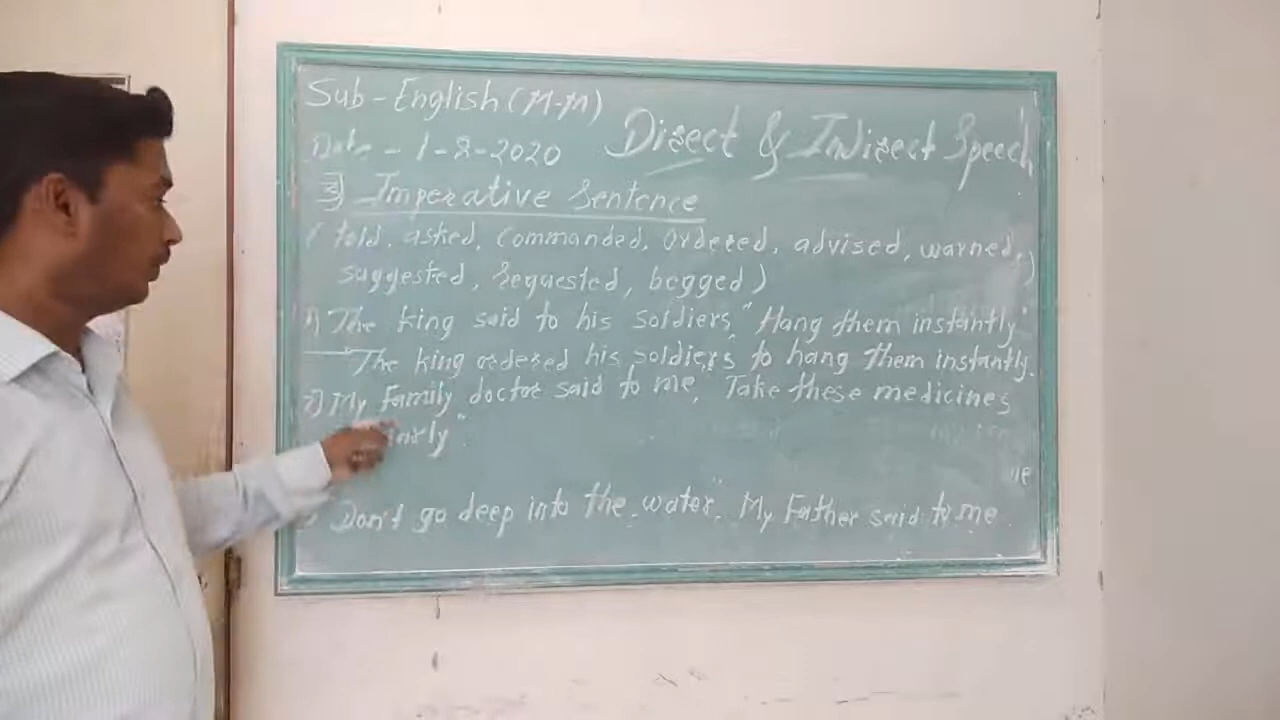 Sub - English (M-M)
Date - 1-8-2020
Direct & Indirect Speech
3) Imperative Sentence
( told, asked, Commanded, Ordered, advised, warned,
suggested, requested, begged )
1) The king said to his soldiers, "Hang them instantly"
The king ordered his soldiers to hang them instantly.
2) My Family doctor said to me, "Take these medicines
Don't go deep into the water", My Father said to me